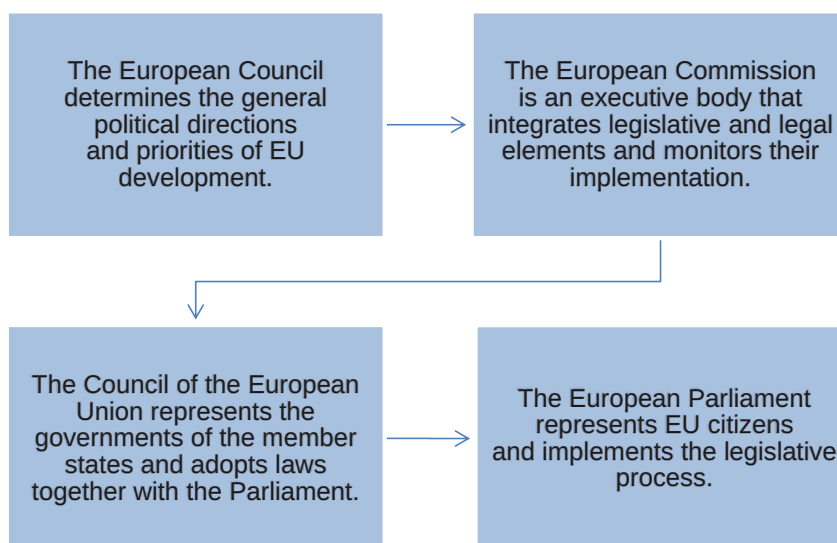 The European Council
determines the general
political directions
and priorities of EU
development.
The European Commission
is an executive body that
integrates legislative and legal
elements and monitors their
implementation.
The Council of the European
Union represents the
governments of the member
states and adopts laws
together with the Parliament.
The European Parliament
represents EU citizens
and implements the legislative
process.